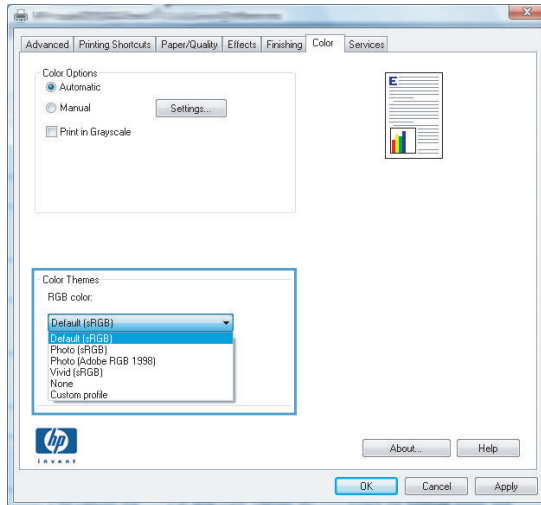 Advanced Printing Shortcuts Paper/Quality Effects Finishing Color Services
Color Options
Automatic
Manual Settings...
Print in Grayscale
E
Color Themes
RGB color:
Default (sRGB)
Default (sRGB)
Photo (sRGB)
Photo (Adobe RGB 1998)
Vivid (sRGB)
None
Custom profile
hp
invent
About... Help
OK Cancel Apply